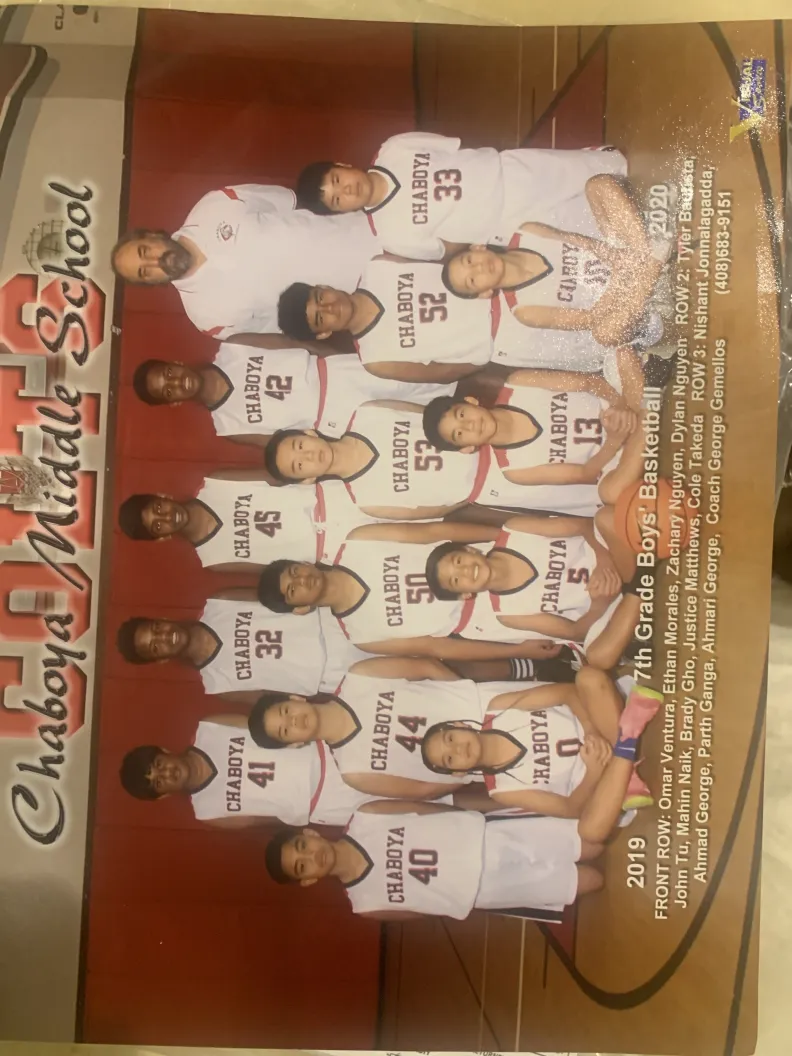 COLTS
Chaboya Middle School
CHABOYA 41
CHABOYA 32
CHABOYA 45
CHABOYA 42
CHABOYA 40
CHABOYA 44
CHABOYA 50
CHABOYA 53
CHABOYA 52
CHABOYA 33
CHABOYA 0
CHABOYA 5
CHABOYA 13
CHABOY
2019 7th Grade Boys' Basketball 2020
FRONT ROW: Omar Ventura, Ethan Morales, Zachary Nguyen, Dylan Nguyen ROW 2: Tyler Bautista,
John Tu, Mahin Naik, Brady Gho, Justice Matthews, Cole Takeda ROW 3: Nishant Jonnalagadda,
Ahmad George, Parth Ganga, Ahmari George, Coach George Gemellos (408)683-9151